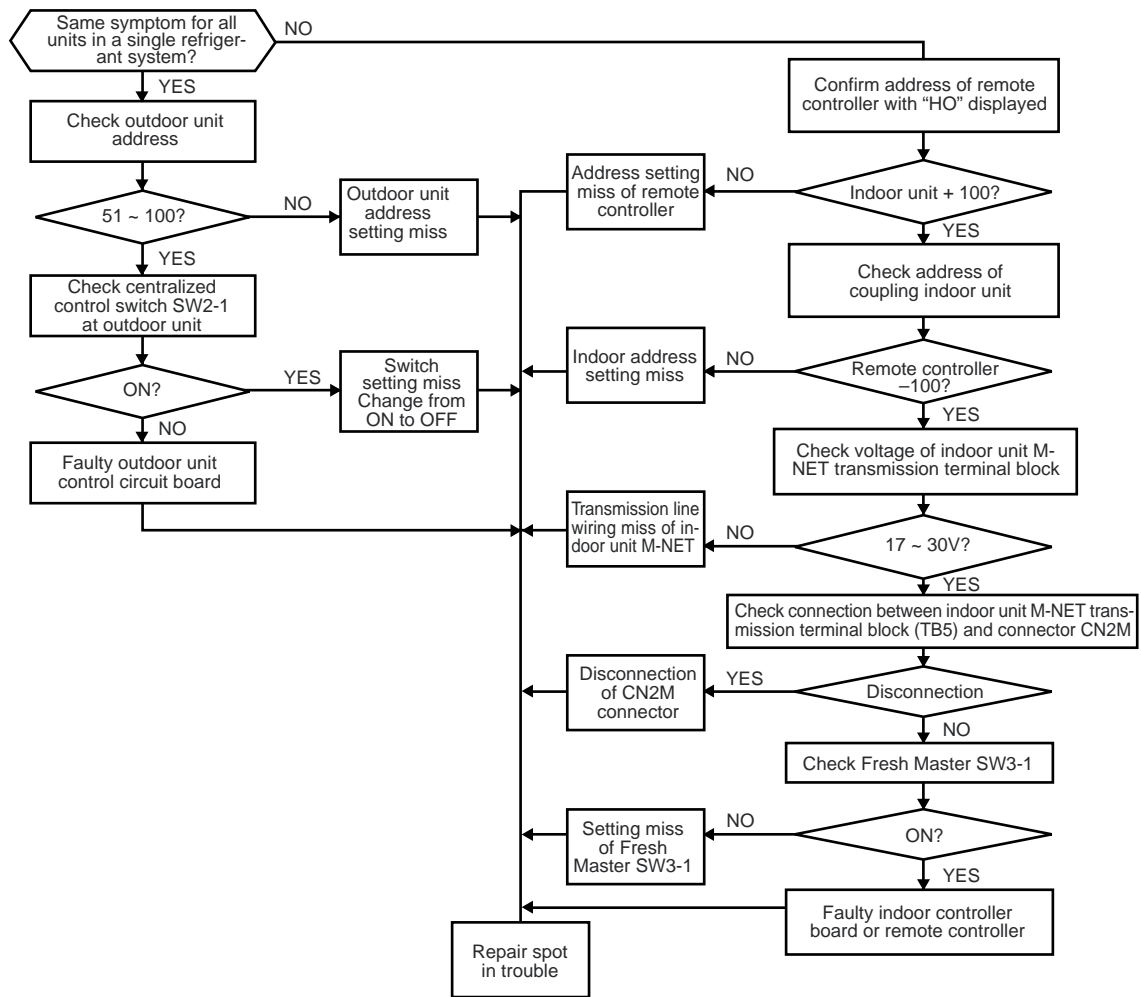 Same symptom for all
units in a single refriger-
ant system?
NO
YES
Check outdoor unit
address
51 ~ 100?
NO
Outdoor unit
address
setting miss
YES
Check centralized
control switch SW2-1
at outdoor unit
ON?
YES
Switch
setting miss
Change from
ON to OFF
NO
Faulty outdoor unit
control circuit board
Confirm address of remote
controller with “HO” displayed
Indoor unit + 100?
NO
Address setting
miss of remote
controller
YES
Check address of
coupling indoor unit
Remote controller
–100?
NO
Indoor address
setting miss
YES
Check voltage of indoor unit M-
NET transmission terminal block
17 ~ 30V?
NO
Transmission line
wiring miss of in-
door unit M-NET
YES
Check connection between indoor unit M-NET trans-
mission terminal block (TB5) and connector CN2M
Disconnection
YES
Disconnection
of CN2M
connector
NO
Check Fresh Master SW3-1
ON?
NO
Setting miss
of Fresh
Master SW3-1
YES
Faulty indoor controller
board or remote controller
Repair spot
in trouble